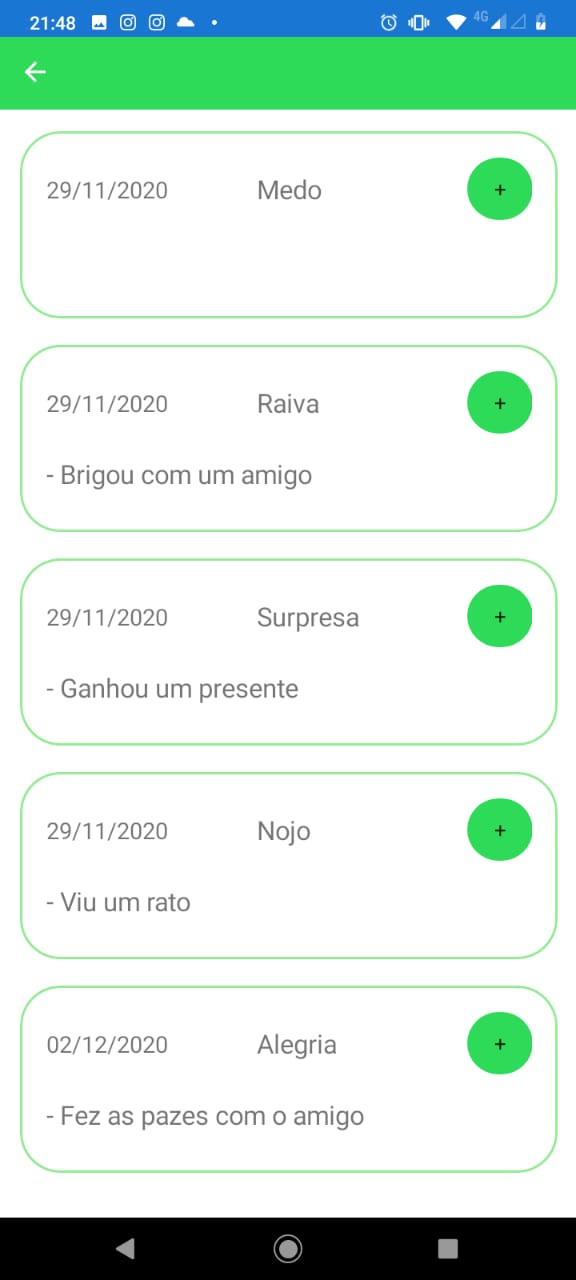 21:48 4G
29/11/2020 Medo +
29/11/2020 Raiva +
- Brigou com um amigo
29/11/2020 Surpresa +
- Ganhou um presente
29/11/2020 Nojo +
- Viu um rato
02/12/2020 Alegria +
- Fez as pazes com o amigo